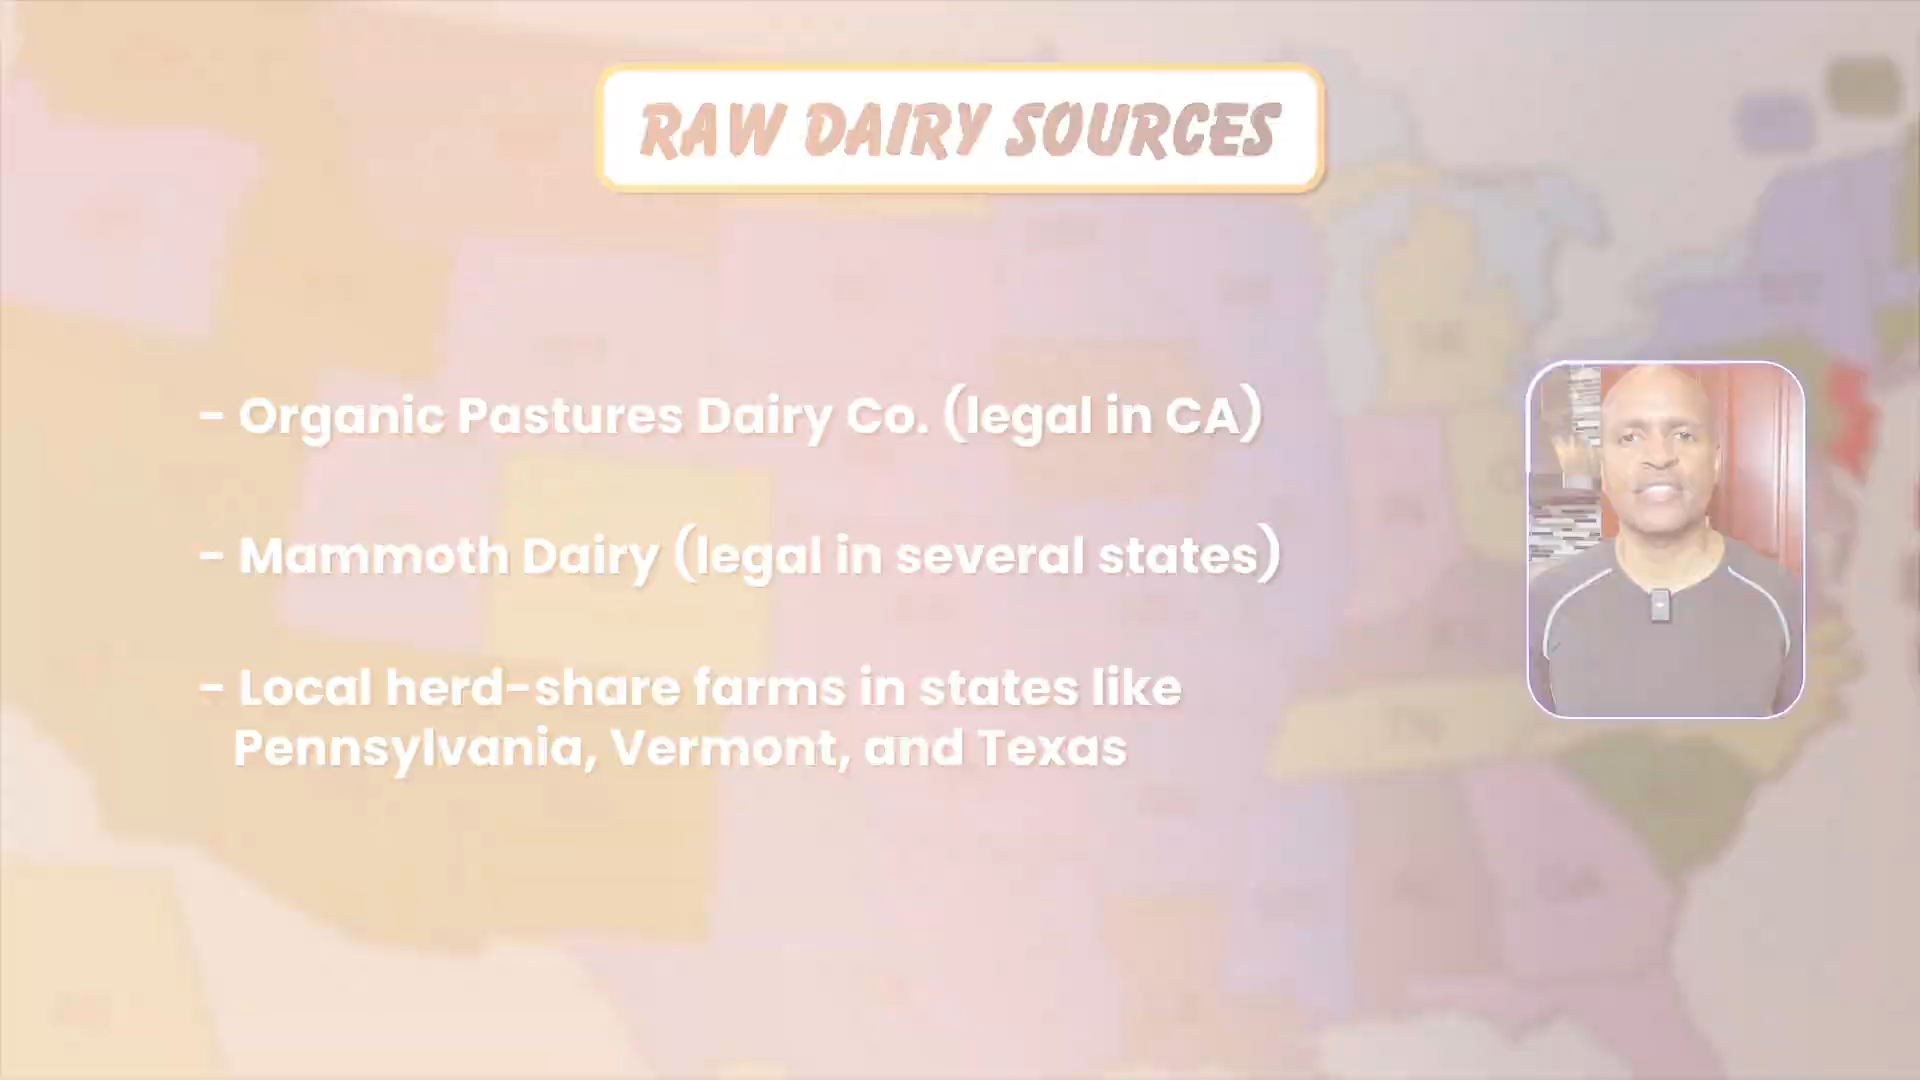 RAW DAIRY SOURCES
- Organic Pastures Dairy Co. (legal in CA)
- Mammoth Dairy (legal in several states)
- Local herd-share farms in states like
Pennsylvania, Vermont, and Texas